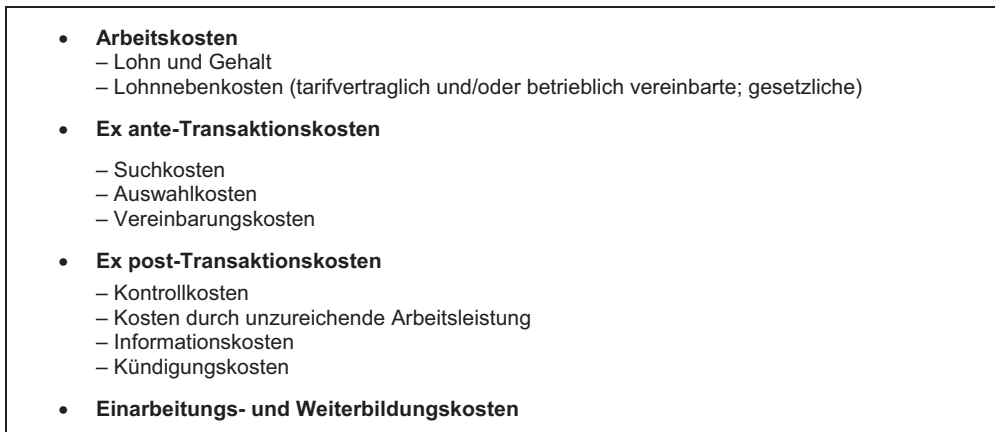 • Arbeitskosten
– Lohn und Gehalt
– Lohnnebenkosten (tarifvertraglich und/oder betrieblich vereinbarte; gesetzliche)
• Ex ante-Transaktionskosten
– Suchkosten
– Auswahlkosten
– Vereinbarungskosten
• Ex post-Transaktionskosten
– Kontrollkosten
– Kosten durch unzureichende Arbeitsleistung
– Informationskosten
– Kündigungskosten
• Einarbeitungs- und Weiterbildungskosten